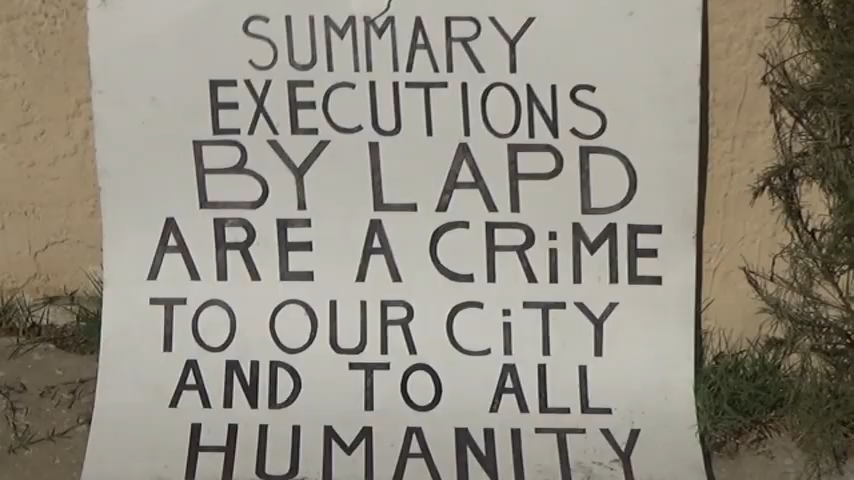 SUMMARY
EXECUTIONS
BY LAPD
ARE A CRiME
TO OUR CiTY
AND TO ALL
HUMANITY